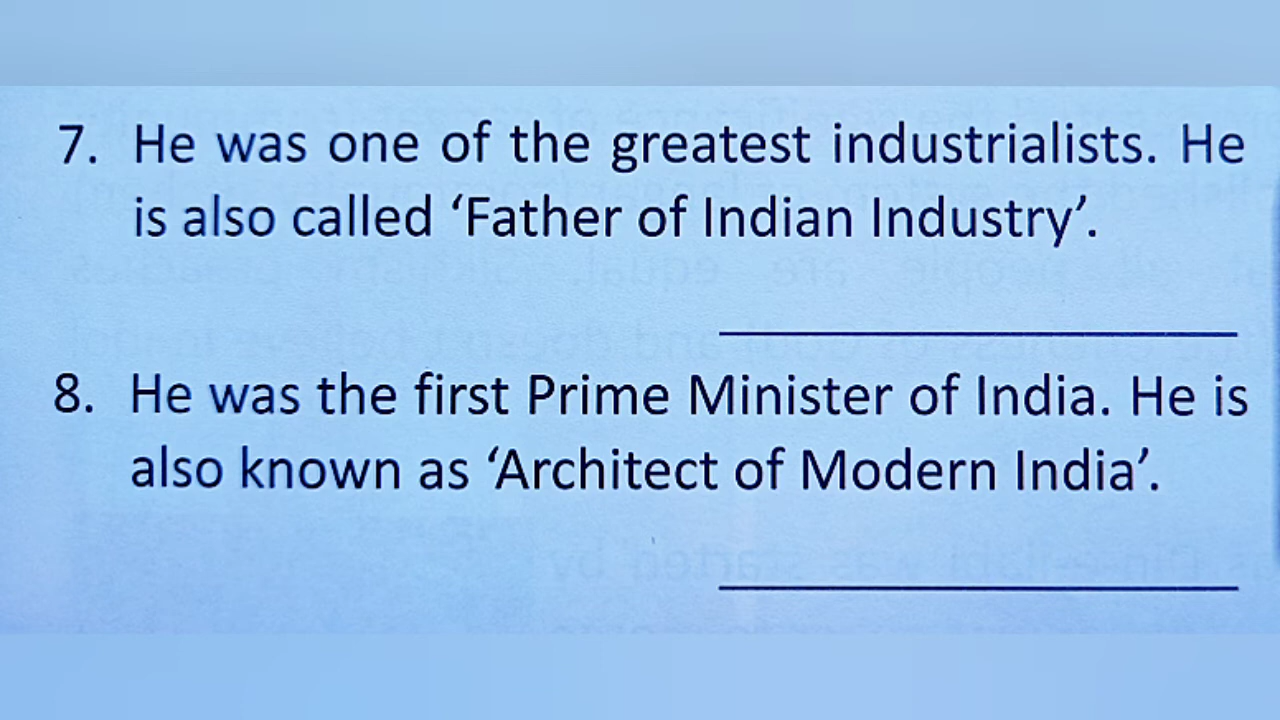 7. He was one of the greatest industrialists. He
is also called ‘Father of Indian Industry’.
8. He was the first Prime Minister of India. He is
also known as ‘Architect of Modern India’.